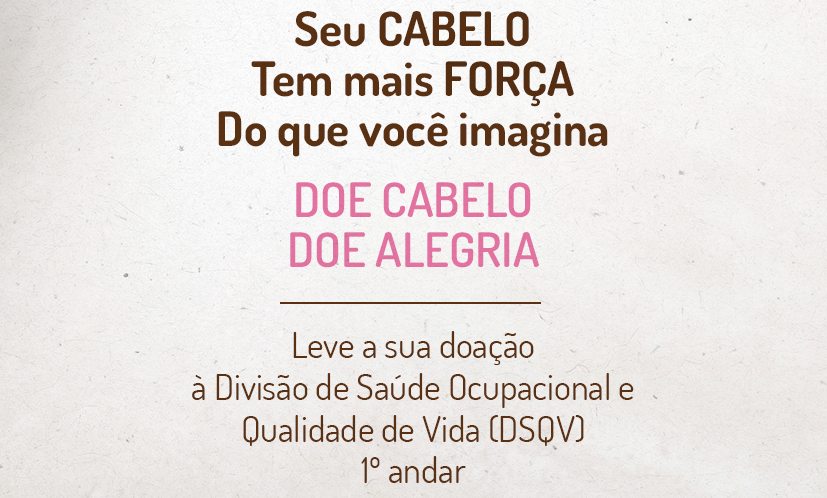 Seu CABELO
Tem mais FORÇA
Do que você imagina
DOE CABELO
DOE ALEGRIA
Leve a sua doação
à Divisão de Saúde Ocupacional e
Qualidade de Vida (DSQV)
1º andar